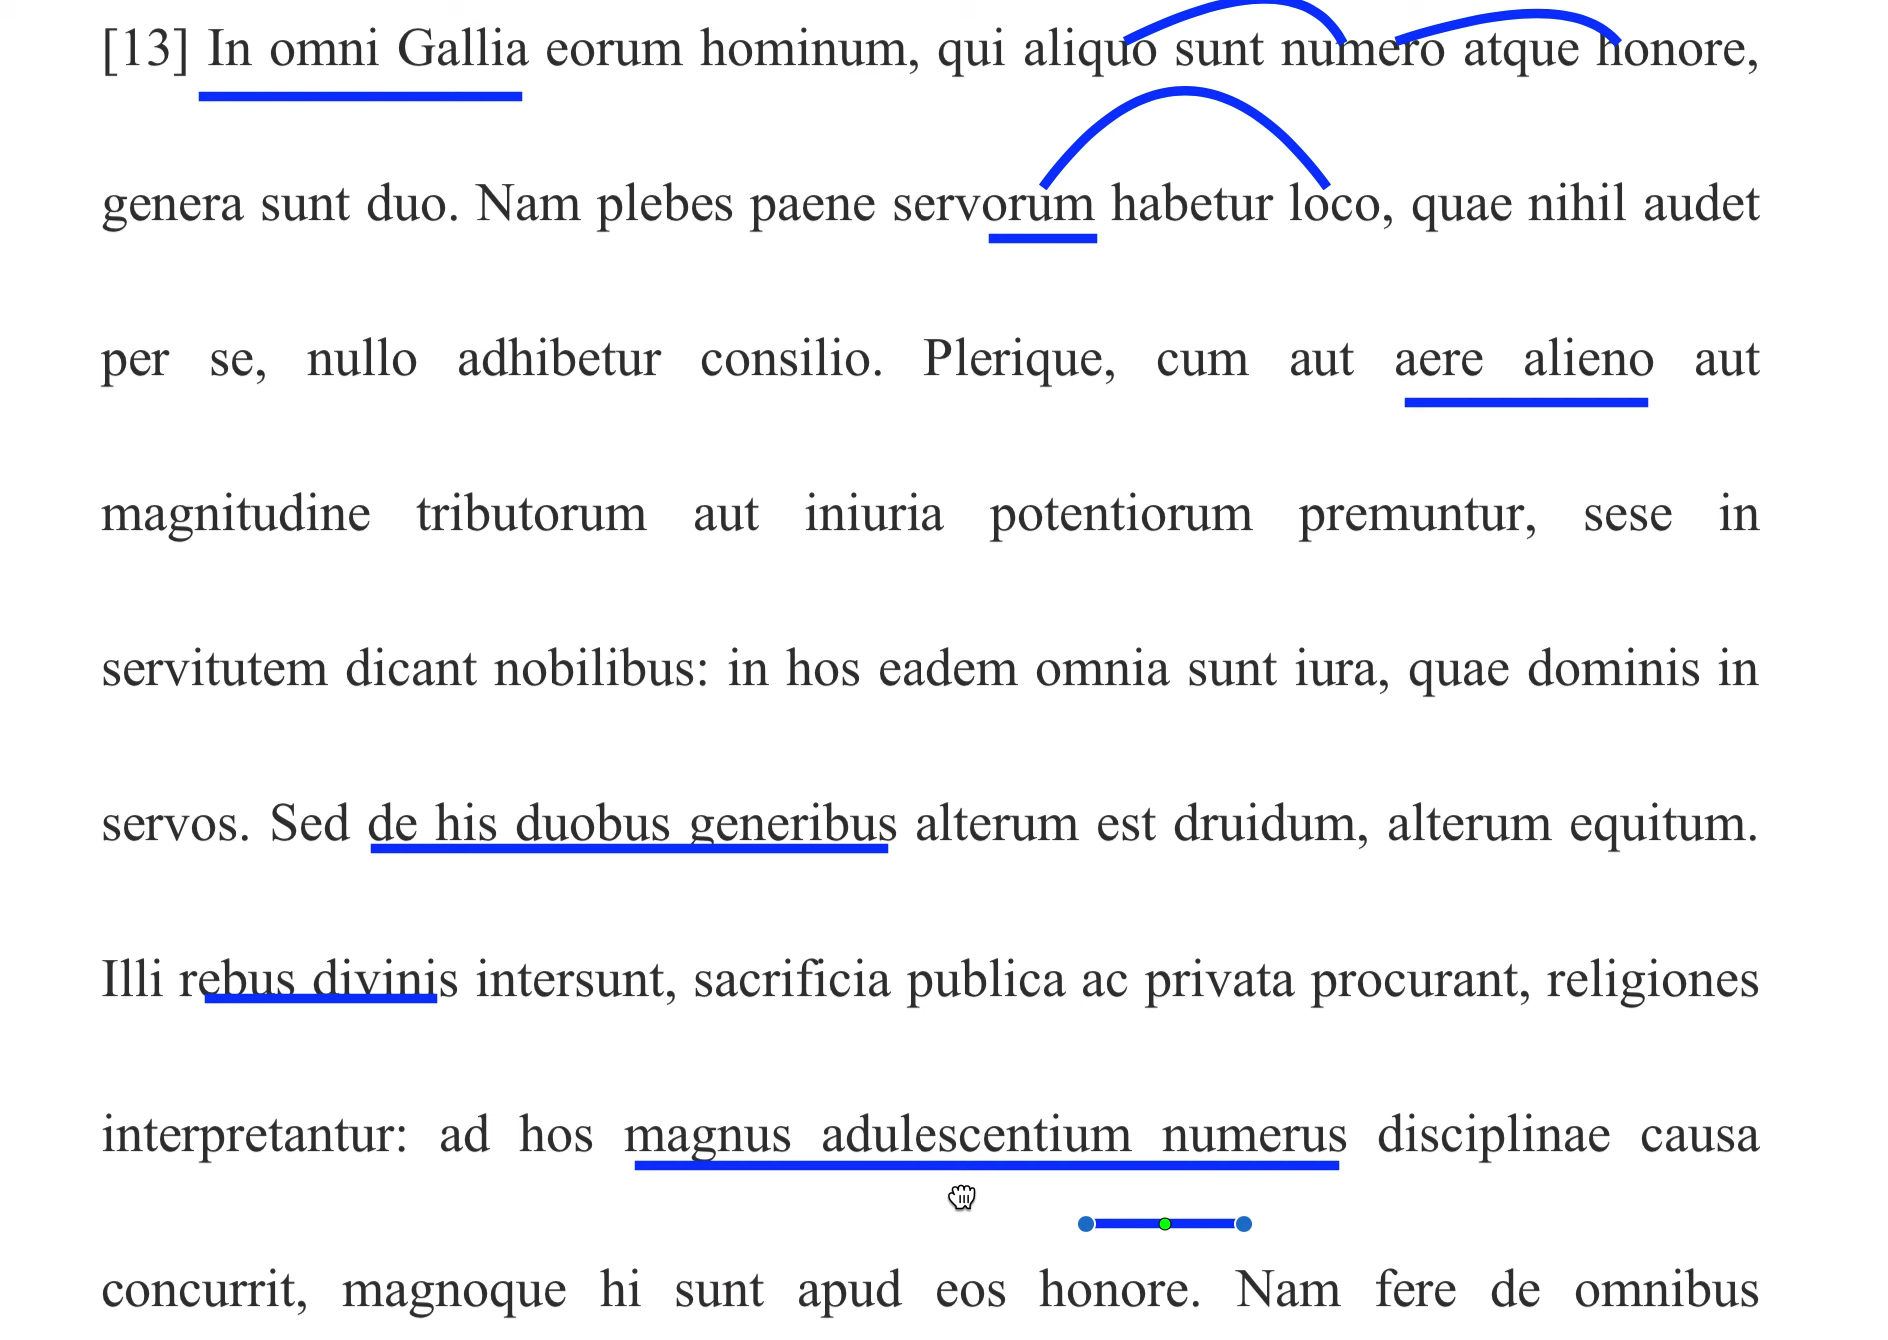 [13] In omni Gallia eorum hominum, qui aliquo sunt numero atque honore,
genera sunt duo. Nam plebes paene servorum habetur loco, quae nihil audet
per se, nullo adhibetur consilio. Plerique, cum aut aere alieno aut
magnitudine tributorum aut iniuria potentiorum premuntur, sese in
servitutem dicant nobilibus: in hos eadem omnia sunt iura, quae dominis in
servos. Sed de his duobus generibus alterum est druidum, alterum equitum.
Illi rebus divinis intersunt, sacrificia publica ac privata procurant, religiones
interpretantur: ad hos magnus adulescentium numerus disciplinae causa
concurrit, magnoque hi sunt apud eos honore. Nam fere de omnibus